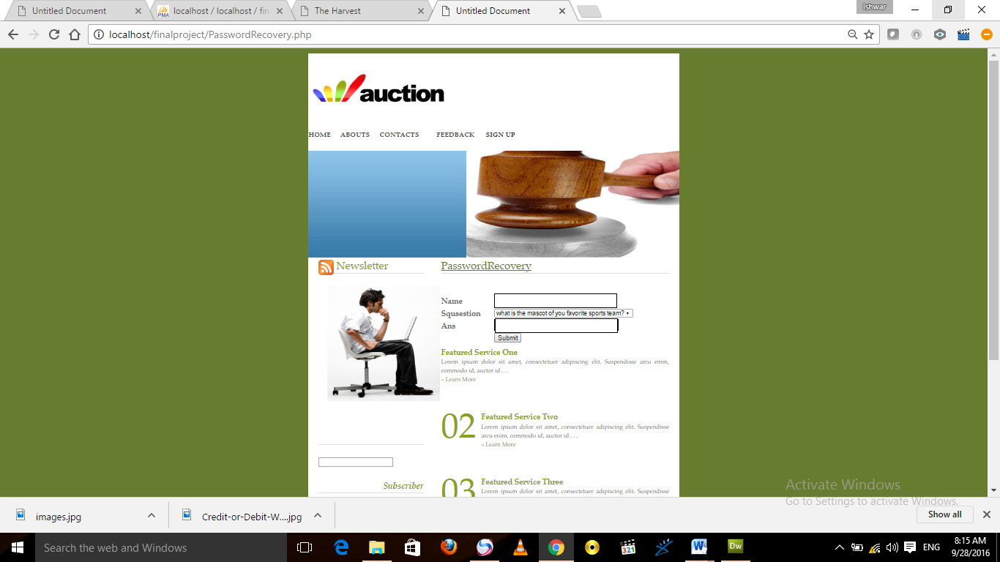 Untitled Document
localhost / localhost / fin
The Harvest
Untitled Document
Ishwar
localhost/finalproject/PasswordRecovery.php
auction
HOME ABOUTS CONTACTS FEEDBACK SIGN UP
Newsletter
PasswordRecovery
Name
Squsestion what is the mascot of you favorite sports team?
Ans
Submit
Featured Service One
Lorem ipsum dolor sit amet, consectetuer adipiscing elit. Suspendisse arcu enim,
commodo id, auctor id . . .
» Learn More
02 Featured Service Two
Lorem ipsum dolor sit amet, consectetuer adipiscing elit. Suspendisse
arcu enim, commodo id, auctor id . . .
» Learn More
Subscriber
03 Featured Service Three
Lorem ipsum dolor sit amet, consectetuer adipiscing elit. Suspendisse
Activate Windows
Go to Settings to activate Windows.
images.jpg
Credit-or-Debit-W....jpg
Show all
Search the web and Windows
321
Dw
ENG
8:15 AM
9/28/2016